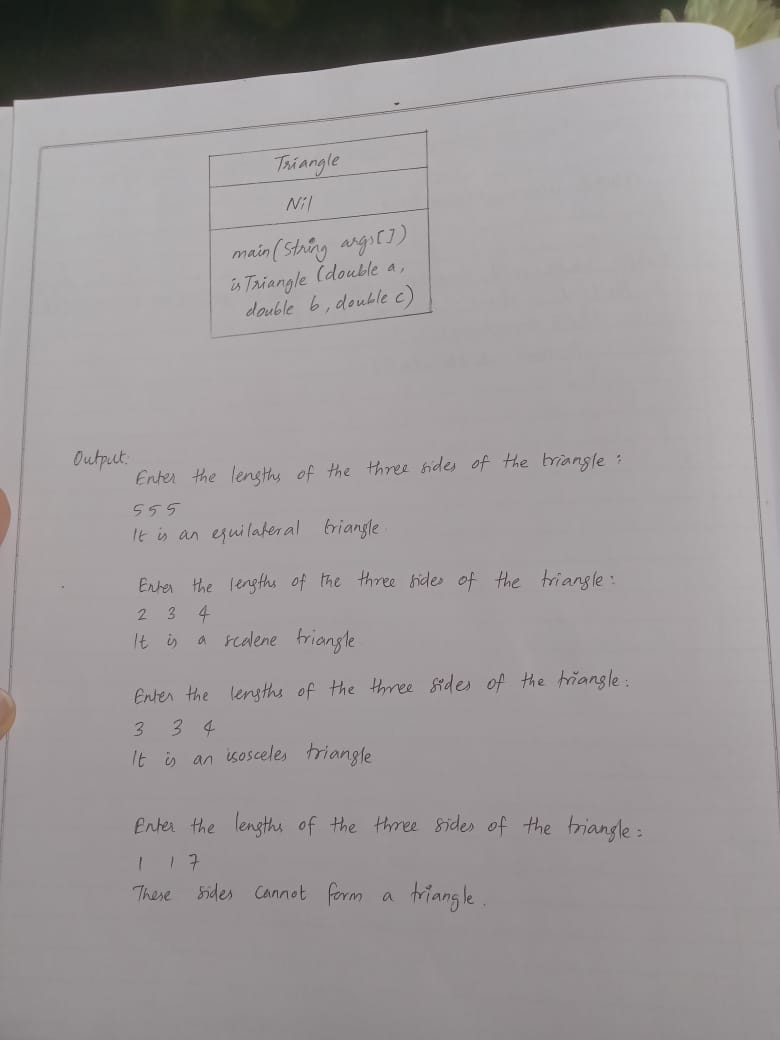 Triangle
Nil
main(String args[])
isTriangle (double a,
double b, double c)
Output:
Enter the lengths of the three sides of the triangle :
5 5 5
It is an equilateral triangle.
Enter the lengths of the three sides of the triangle :
2 3 4
It is a scalene triangle
Enter the lengths of the three sides of the triangle :
3 3 4
It is an isosceles triangle
Enter the lengths of the three sides of the triangle :
1 1 7
These sides cannot form a triangle.